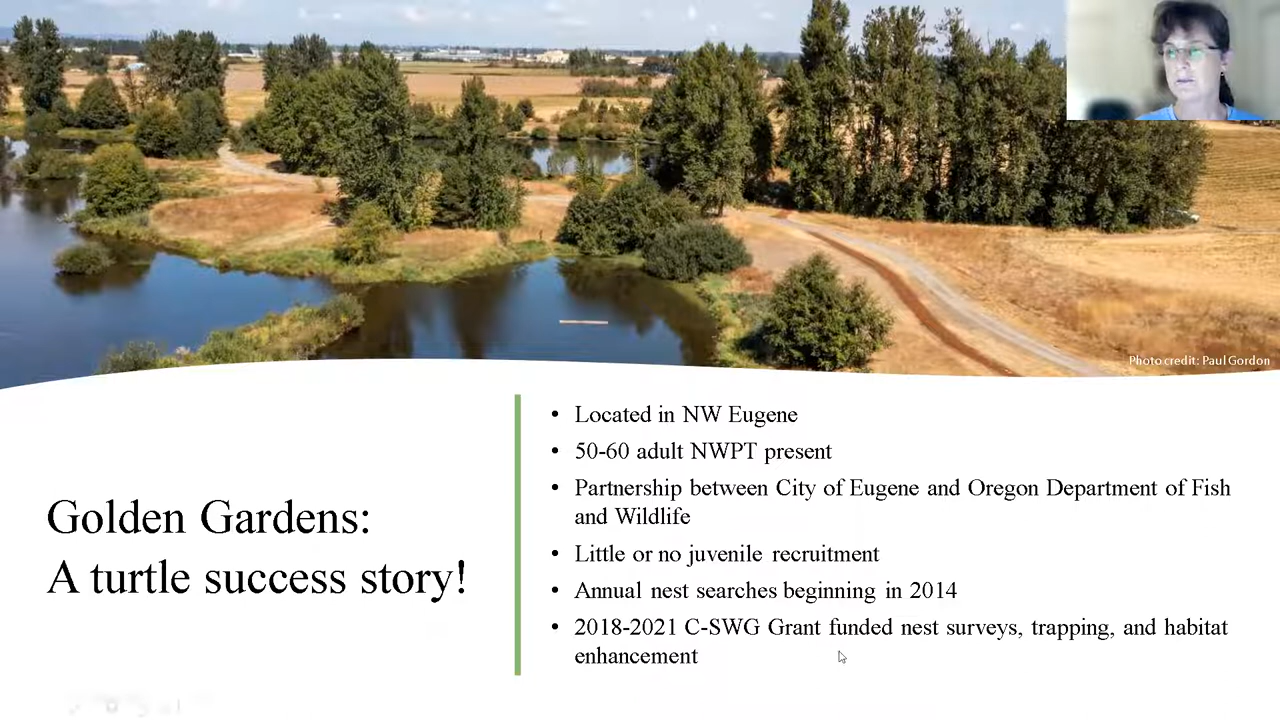 Photo credit: Paul Gordon
Golden Gardens:
A turtle success story!
• Located in NW Eugene
• 50-60 adult NWPT present
• Partnership between City of Eugene and Oregon Department of Fish
and Wildlife
• Little or no juvenile recruitment
• Annual nest searches beginning in 2014
• 2018-2021 C-SWG Grant funded nest surveys, trapping, and habitat
enhancement